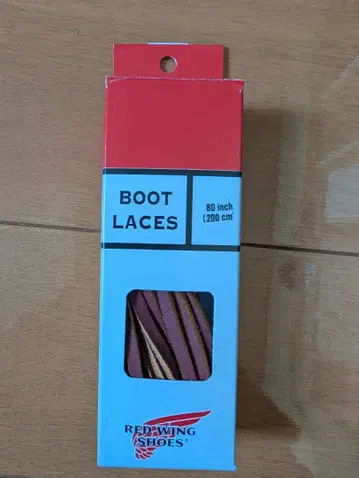 BOOT
LACES
80 inch
(200 cm)
RED WING
SHOES®